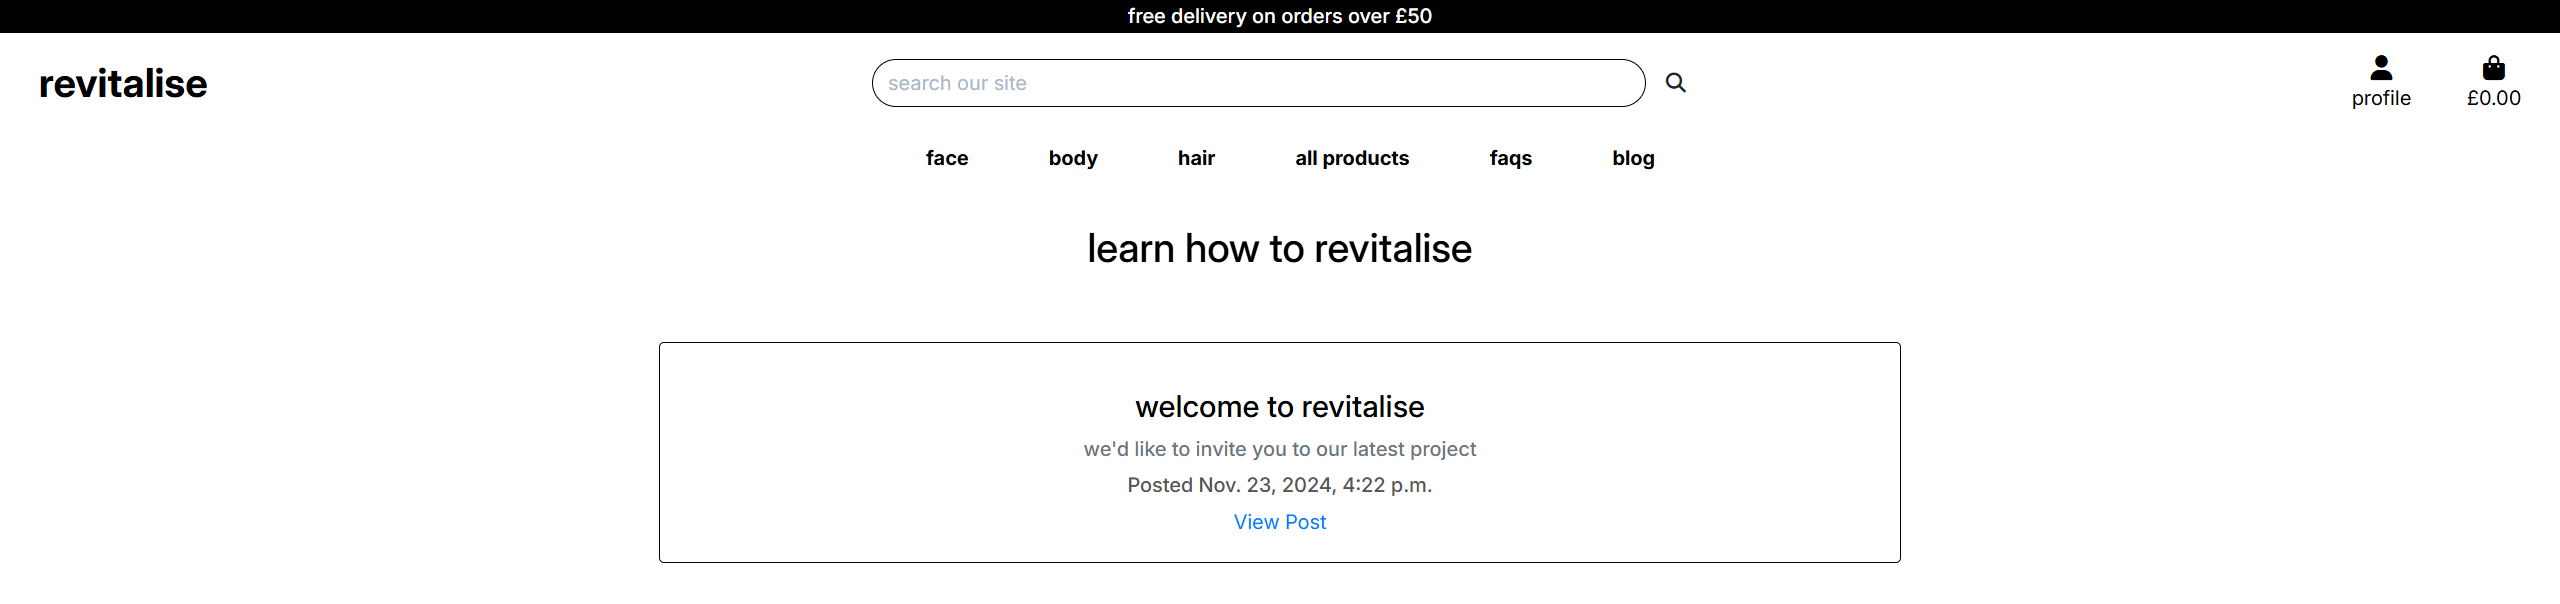 free delivery on orders over £50
revitalise
search our site
profile
£0.00
face body hair all products faqs blog
learn how to revitalise
welcome to revitalise
we'd like to invite you to our latest project
Posted Nov. 23, 2024, 4:22 p.m.
View Post